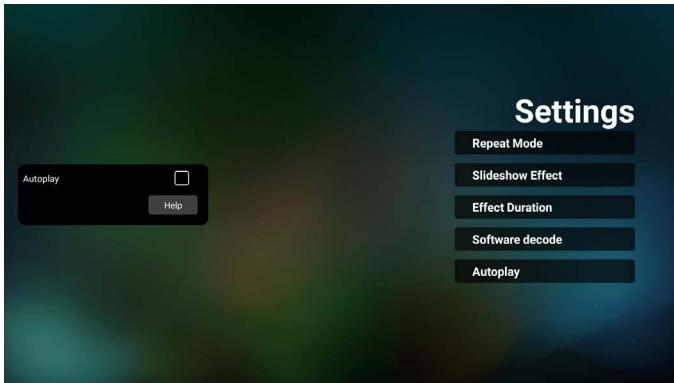 Settings
Repeat Mode
Slideshow Effect
Effect Duration
Software decode
Autoplay
Autoplay
Help